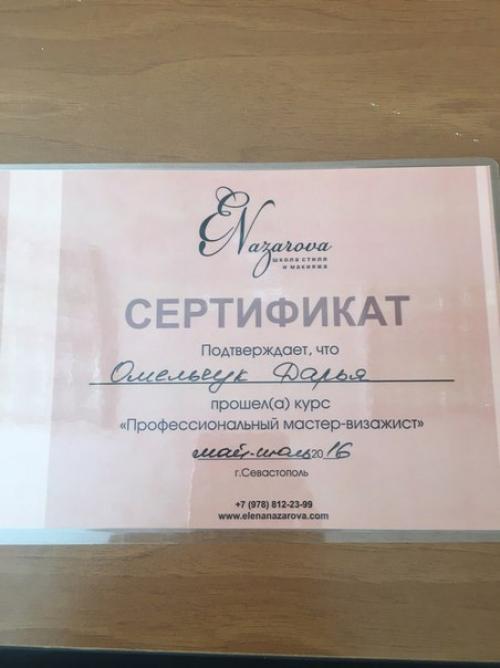 ENazarova
школа стиля
и макияжа
СЕРТИФИКАТ
Подтверждает, что
Омельчук Дарья
прошел(а) курс
«Профессиональный мастер-визажист»
май-июль 2016
г.Севастополь
+7 (978) 812-23-99
www.elenanazarova.com